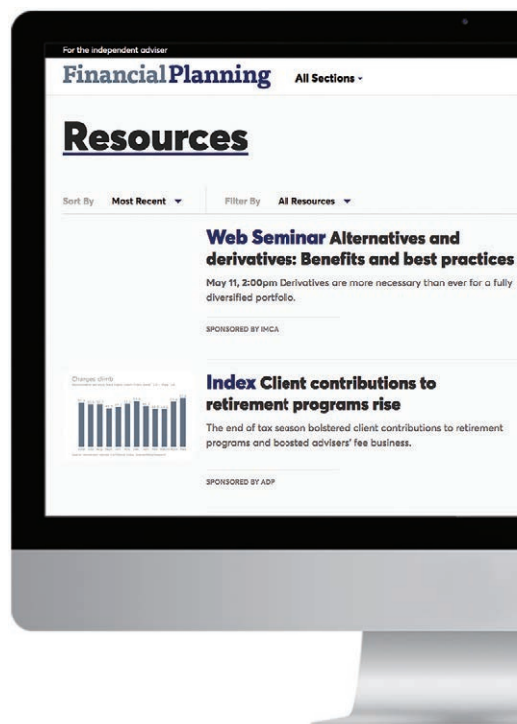 For the independent adviser
Financial Planning
All Sections
Resources
Sort By Most Recent Filter By All Resources
Web Seminar Alternatives and
derivatives: Benefits and best practices
May 11, 2:00pm Derivatives are more necessary than ever for a fully
diversified portfolio.
SPONSORED BY IMCA
Changes climb
Index Client contributions to
retirement programs rise
The end of tax season bolstered client contributions to retirement
programs and boosted advisers' fee business.
SPONSORED BY ADP